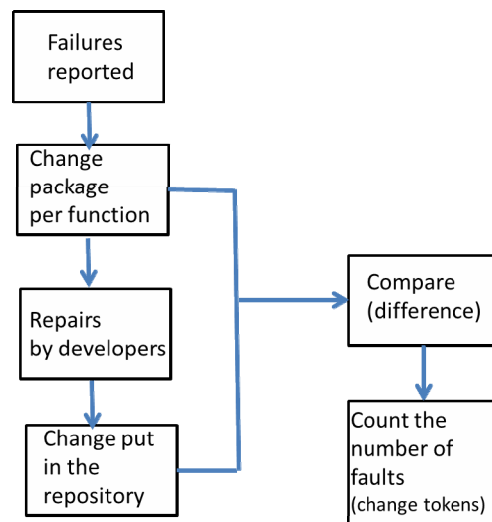 Failures
reported
Change
package
per function
Repairs
by developers
Change put
in the
repository
Compare
(difference)
Count the
number of
faults
(change tokens)